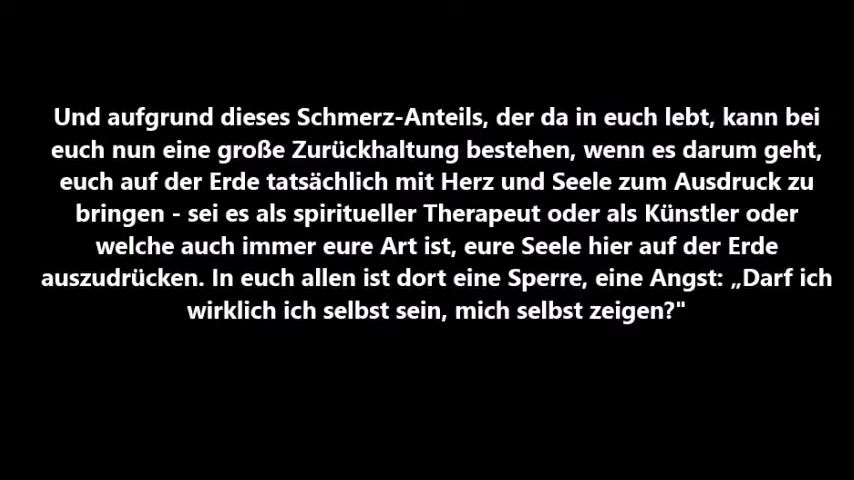 Und aufgrund dieses Schmerz-Anteils, der da in euch lebt, kann bei
euch nun eine große Zurückhaltung bestehen, wenn es darum geht,
euch auf der Erde tatsächlich mit Herz und Seele zum Ausdruck zu
bringen - sei es als spiritueller Therapeut oder als Künstler oder
welche auch immer eure Art ist, eure Seele hier auf der Erde
auszudrücken. In euch allen ist dort eine Sperre, eine Angst: „Darf ich
wirklich ich selbst sein, mich selbst zeigen?"